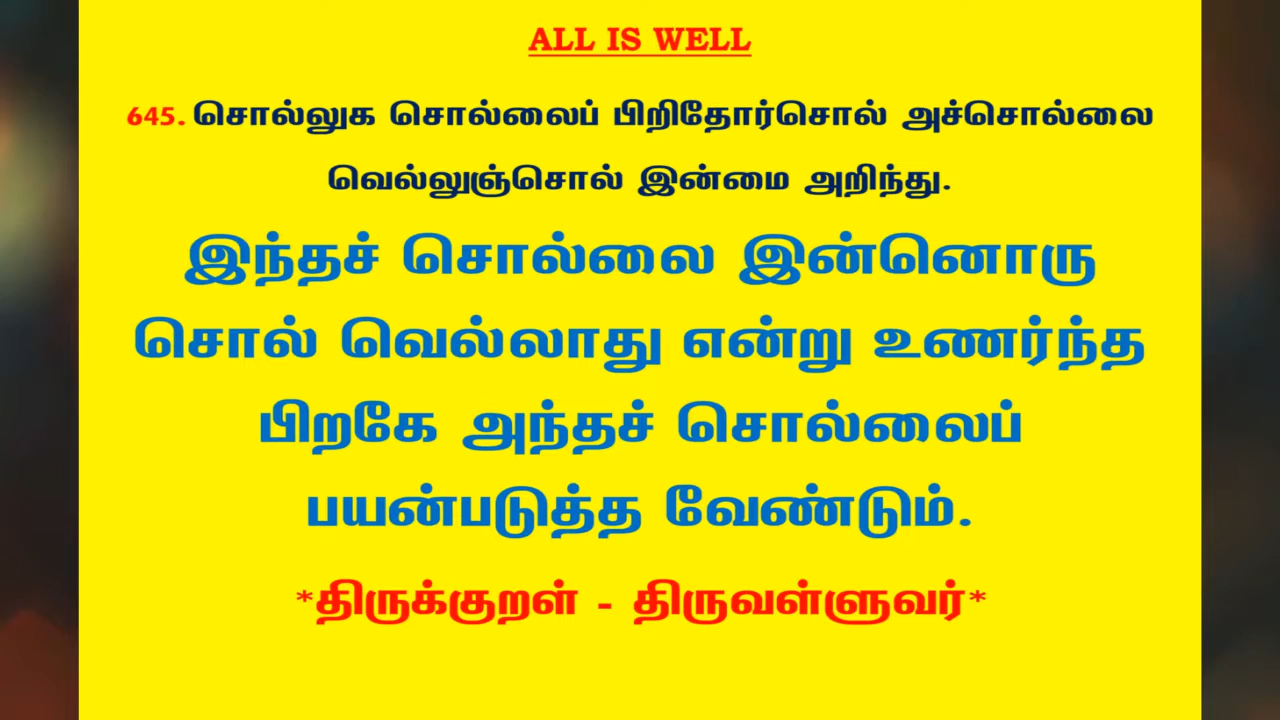 ALL IS WELL
645. சொல்லுக சொல்லைப் பிறிதோர்சொல் அச்சொல்லை
வெல்லுஞ்சொல் இன்மை அறிந்து.
இந்தச் சொல்லை இன்னொரு
சொல் வெல்லாது என்று உணர்ந்த
பிறகே அந்தச் சொல்லைப்
பயன்படுத்த வேண்டும்.
*திருக்குறள் - திருவள்ளுவர்*